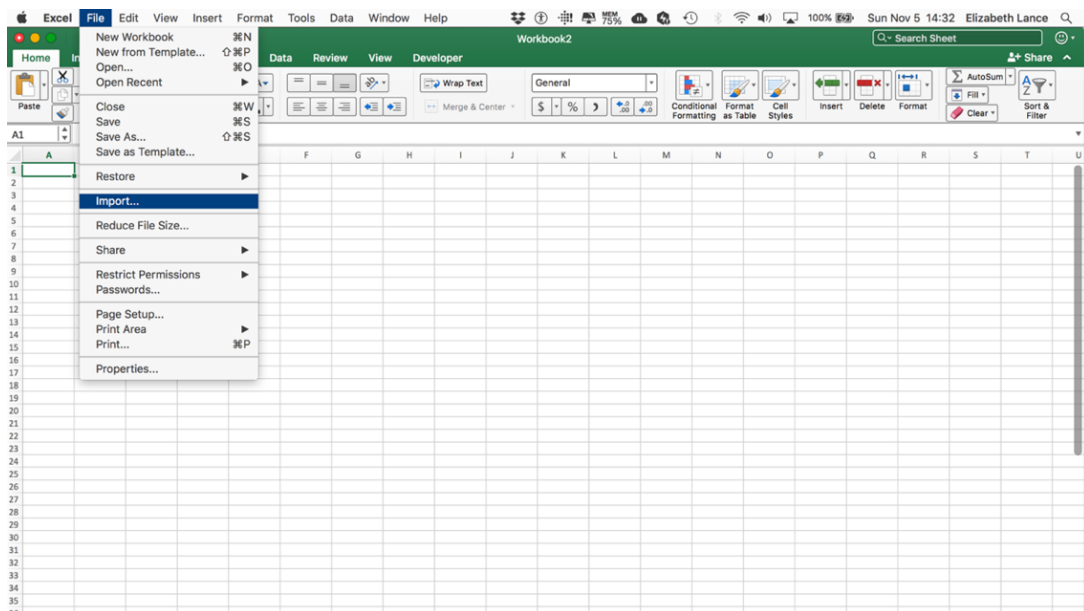 Excel File Edit View Insert Format Tools Data Window Help MEM 75% 100% Sun Nov 5 14:32 Elizabeth Lance
Workbook2 Search Sheet
Home In Data Review View Developer Share
New Workbook ⌘N
New from Template... ⇧⌘P
Open... ⌘O
Open Recent
Close ⌘W
Save ⌘S
Save As... ⇧⌘S
Save as Template...
Restore
Import...
Reduce File Size...
Share
Restrict Permissions
Passwords...
Page Setup...
Print Area
Print... ⌘P
Properties...
Paste
Wrap Text
Merge & Center
General
$ % )
Conditional Formatting
Format as Table
Cell Styles
Insert
Delete
Format
AutoSum
Fill
Clear
Sort & Filter
A1
A F G H I J K L M N O P Q R S T U
1
2
3
4
5
6
7
8
9
10
11
12
13
14
15
16
17
18
19
20
21
22
23
24
25
26
27
28
29
30
31
32
33
34
35